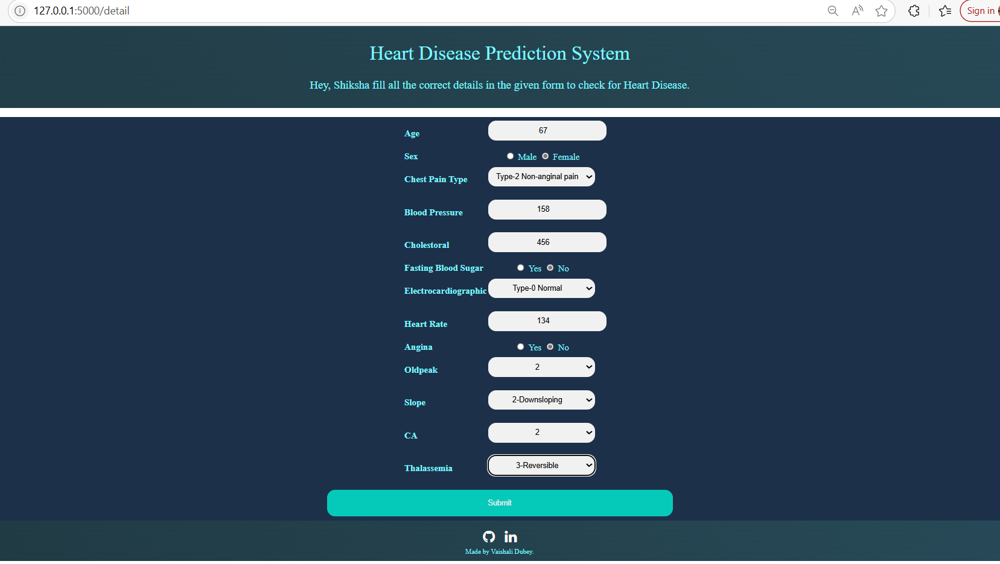 127.0.0.1:5000/detail
Sign in
Heart Disease Prediction System
Hey, Shiksha fill all the correct details in the given form to check for Heart Disease.
Age 67
Sex Male Female
Chest Pain Type Type-2 Non-anginal pain
Blood Pressure 158
Cholestoral 456
Fasting Blood Sugar Yes No
Electrocardiographic Type-0 Normal
Heart Rate 134
Angina Yes No
Oldpeak 2
Slope 2-Downsloping
CA 2
Thalassemia 3-Reversible
Submit
in
Made by Vaishali Dubey.